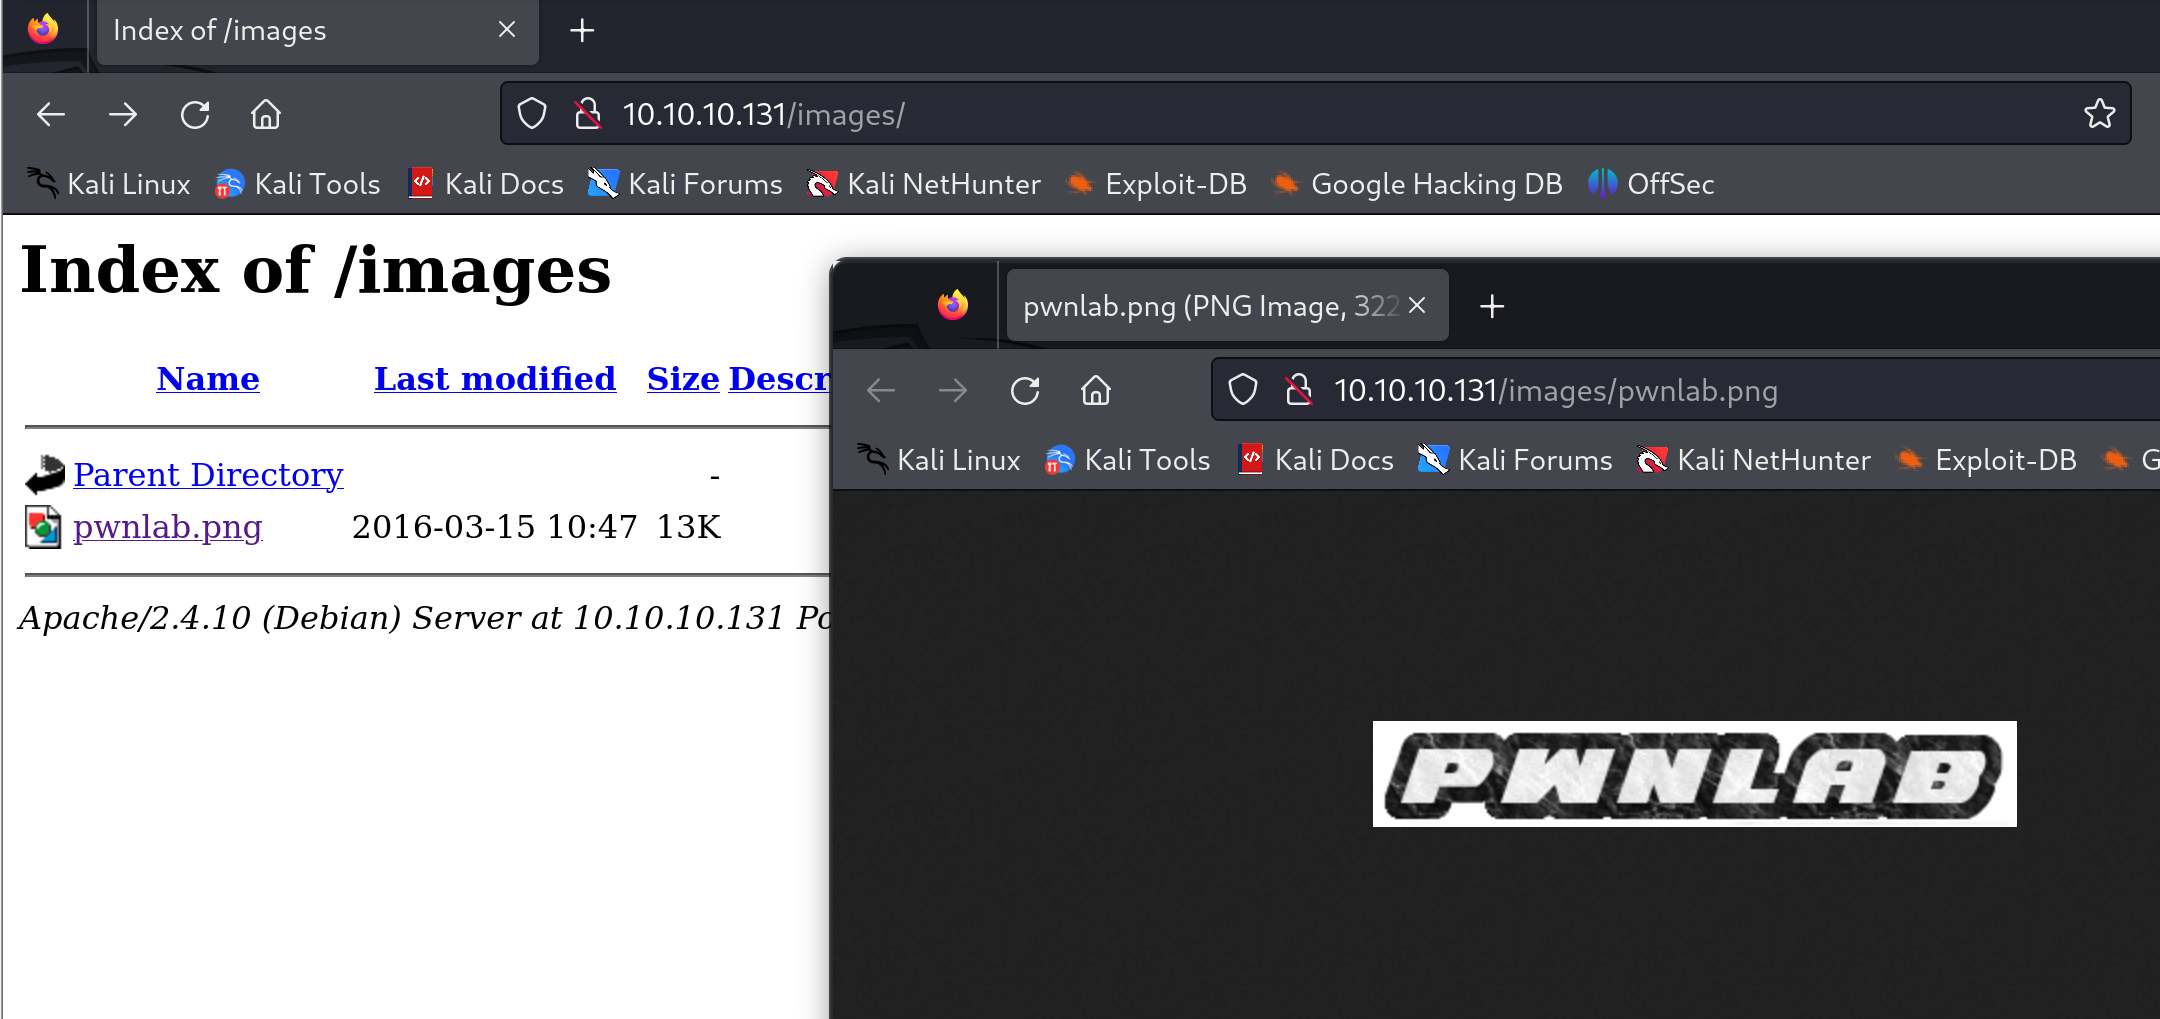 Index of /images
10.10.10.131/images/
Kali Linux Kali Tools Kali Docs Kali Forums Kali NetHunter Exploit-DB Google Hacking DB OffSec
Index of /images
Name Last modified Size Descr
Parent Directory -
pwnlab.png 2016-03-15 10:47 13K
Apache/2.4.10 (Debian) Server at 10.10.10.131 Po
pwnlab.png (PNG Image, 322
10.10.10.131/images/pwnlab.png
Kali Linux Kali Tools Kali Docs Kali Forums Kali NetHunter Exploit-DB G
PWNLAB